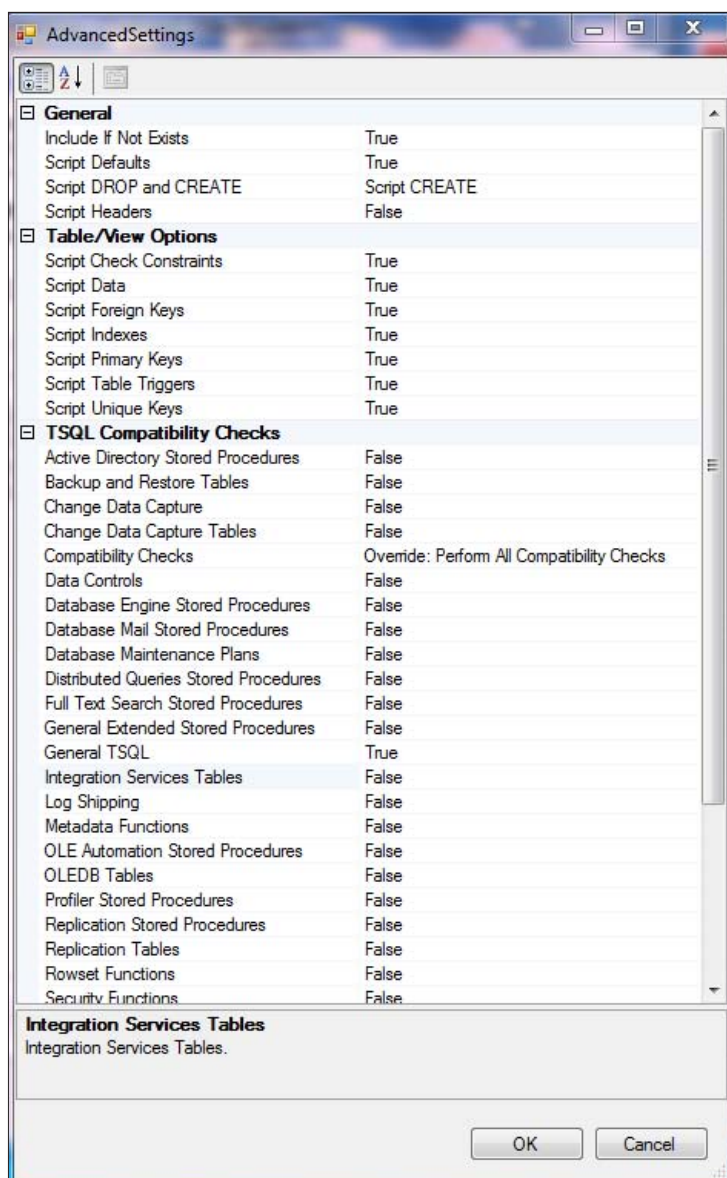 AdvancedSettings
General
Include If Not Exists True
Script Defaults True
Script DROP and CREATE Script CREATE
Script Headers False
Table/View Options
Script Check Constraints True
Script Data True
Script Foreign Keys True
Script Indexes True
Script Primary Keys True
Script Table Triggers True
Script Unique Keys True
TSQL Compatibility Checks
Active Directory Stored Procedures False
Backup and Restore Tables False
Change Data Capture False
Change Data Capture Tables False
Compatibility Checks Override: Perform All Compatibility Checks
Data Controls False
Database Engine Stored Procedures False
Database Mail Stored Procedures False
Database Maintenance Plans False
Distributed Queries Stored Procedures False
Full Text Search Stored Procedures False
General Extended Stored Procedures False
General TSQL True
Integration Services Tables False
Log Shipping False
Metadata Functions False
OLE Automation Stored Procedures False
OLEDB Tables False
Profiler Stored Procedures False
Replication Stored Procedures False
Replication Tables False
Rowset Functions False
Security Functions False
Integration Services Tables
Integration Services Tables.
OK Cancel